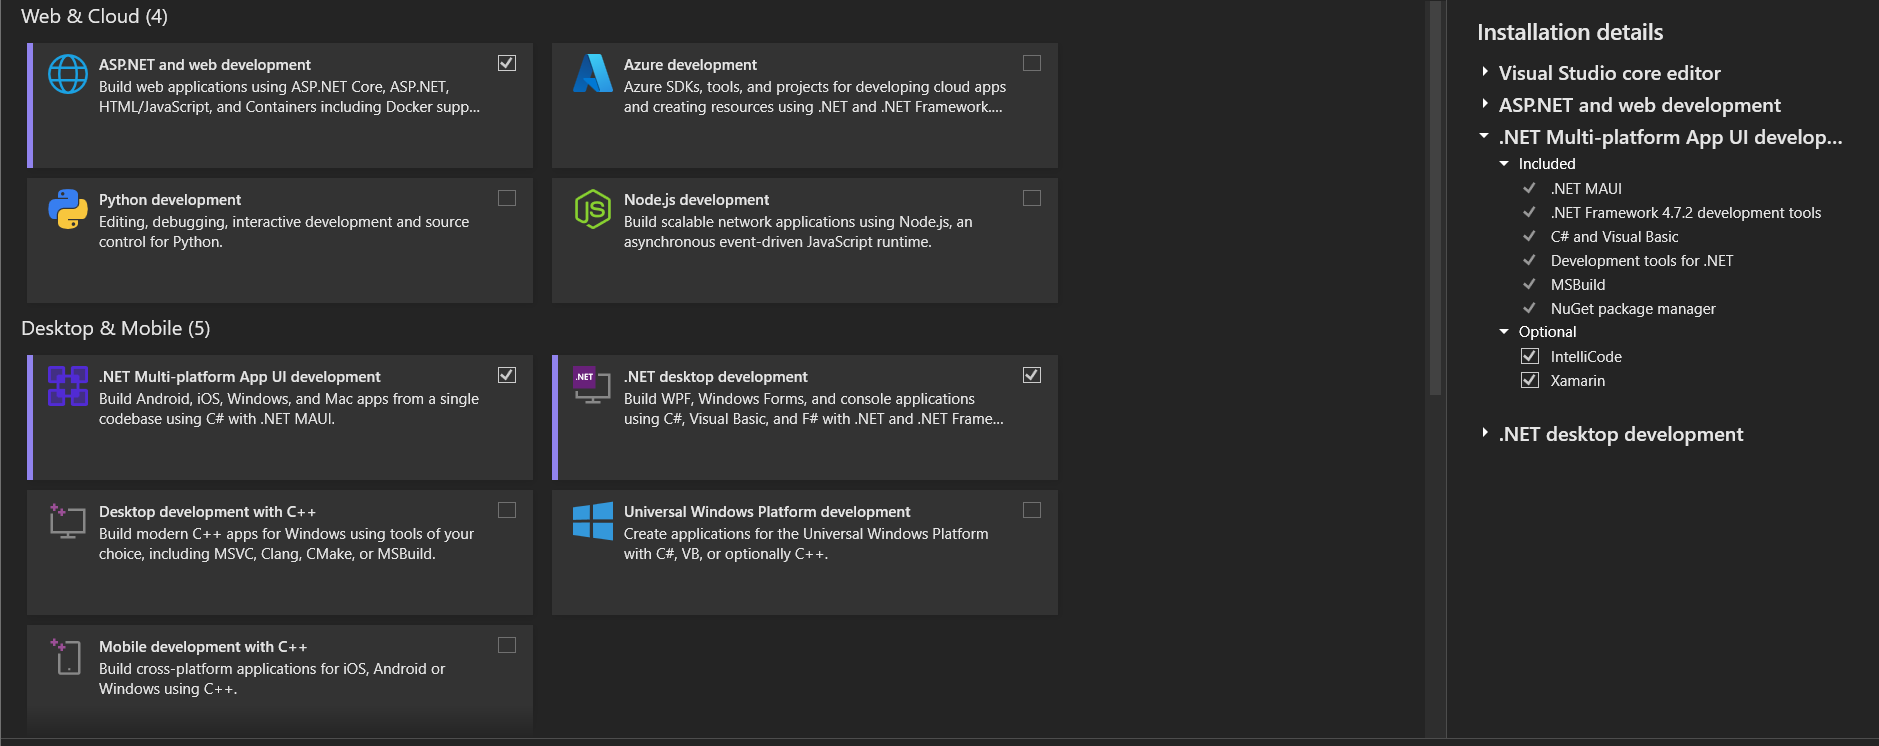 Web & Cloud (4)
ASP.NET and web development
Build web applications using ASP.NET Core, ASP.NET,
HTML/JavaScript, and Containers including Docker supp...
Azure development
Azure SDKs, tools, and projects for developing cloud apps
and creating resources using .NET and .NET Framework....
Python development
Editing, debugging, interactive development and source
control for Python.
JS
Node.js development
Build scalable network applications using Node.js, an
asynchronous event-driven JavaScript runtime.
Desktop & Mobile (5)
.NET Multi-platform App UI development
Build Android, iOS, Windows, and Mac apps from a single
codebase using C# with .NET MAUI.
.NET
.NET desktop development
Build WPF, Windows Forms, and console applications
using C#, Visual Basic, and F# with .NET and .NET Frame...
Desktop development with C++
Build modern C++ apps for Windows using tools of your
choice, including MSVC, Clang, CMake, or MSBuild.
Universal Windows Platform development
Create applications for the Universal Windows Platform
with C#, VB, or optionally C++.
Mobile development with C++
Build cross-platform applications for iOS, Android or
Windows using C++.
Installation details
Visual Studio core editor
ASP.NET and web development
.NET Multi-platform App UI develop...
Included
.NET MAUI
.NET Framework 4.7.2 development tools
C# and Visual Basic
Development tools for .NET
MSBuild
NuGet package manager
Optional
IntelliCode
Xamarin
.NET desktop development